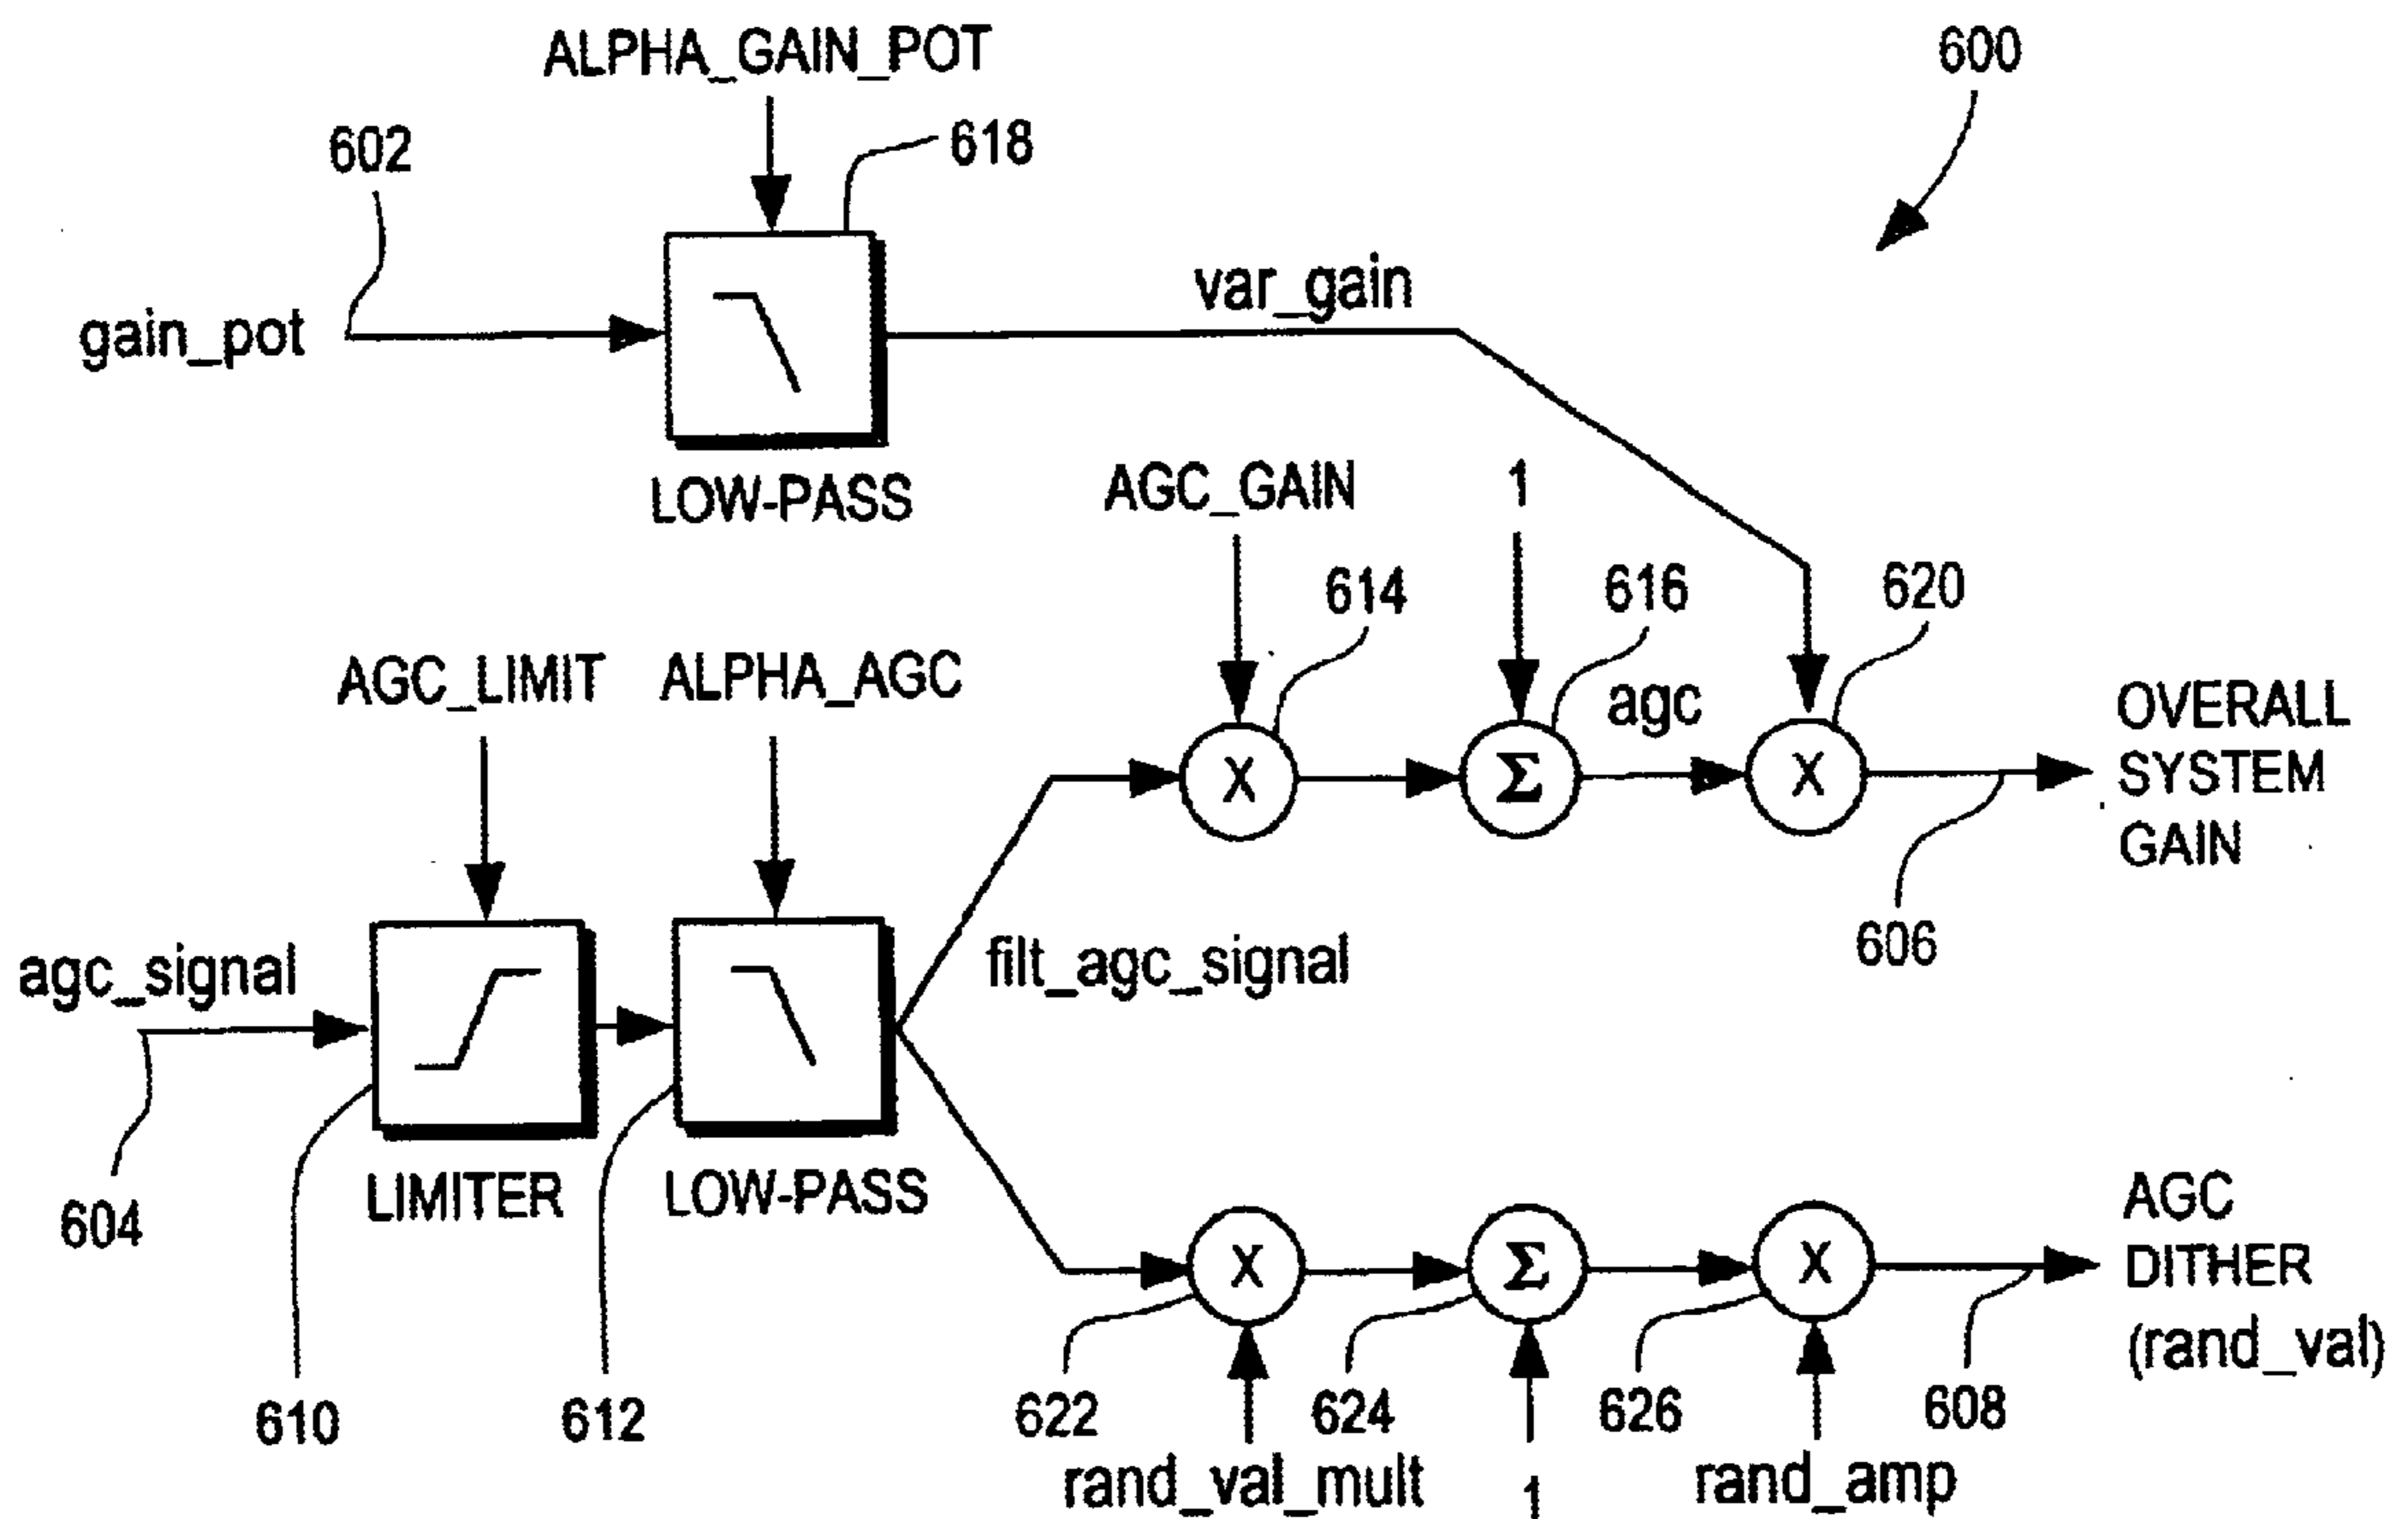 ALPHA_GAIN_POT
600
602
618
gain_pot
var_gain
LOW-PASS
AGC_GAIN
1
614
616
620
AGC_LIMIT
ALPHA_AGC
agc
OVERALL
SYSTEM
GAIN
X
Σ
X
606
agc_signal
filt_agc_signal
604
LIMITER
LOW-PASS
AGC
DITHER
(rand_val)
X
Σ
X
610
612
622
624
626
608
rand_val_mult
1
rand_amp